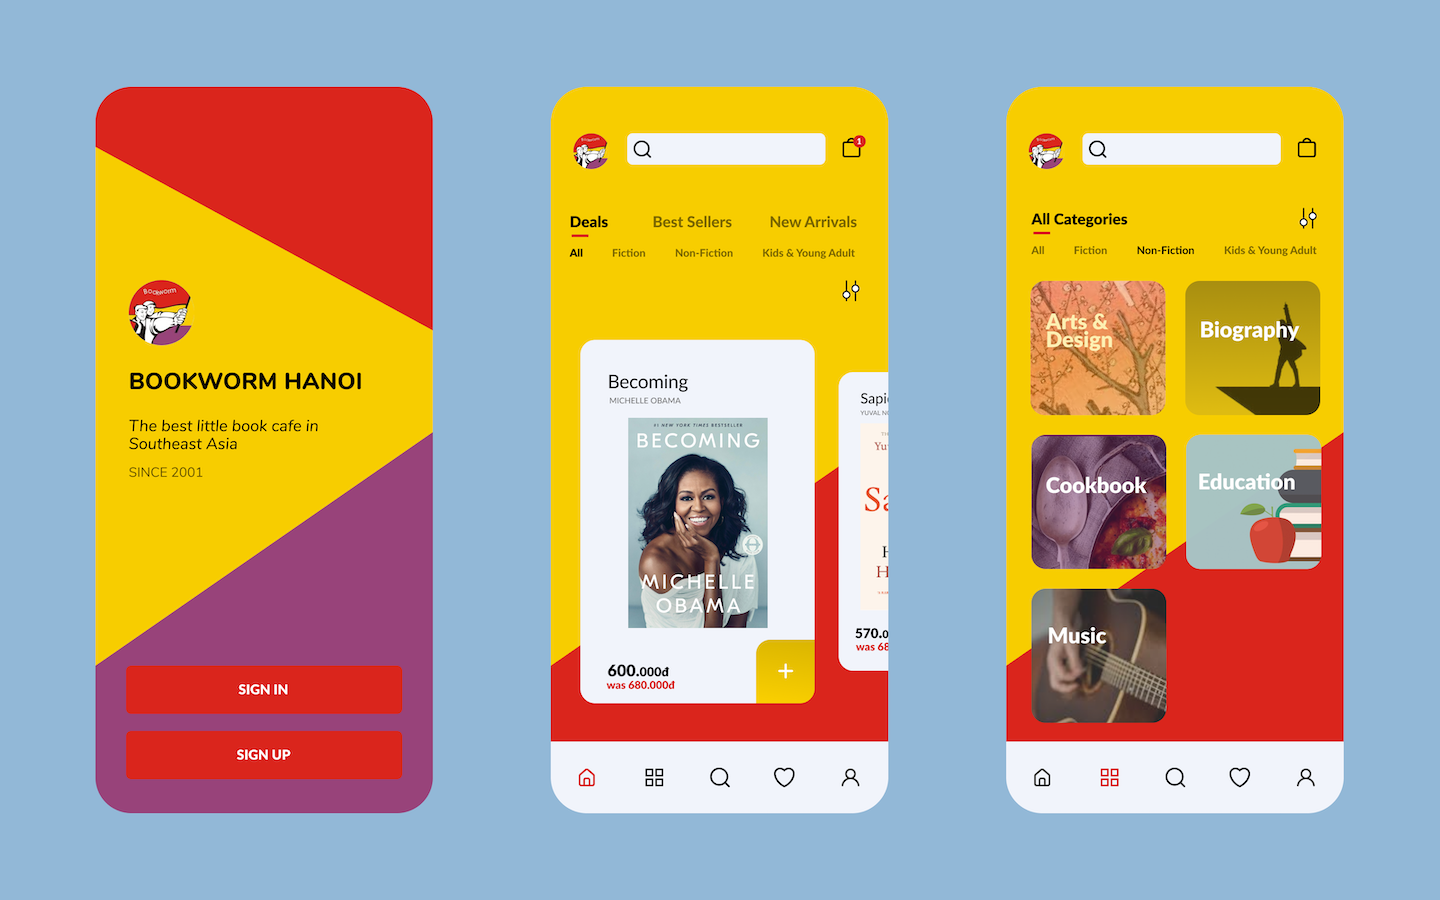 Bookworm
BOOKWORM HANOI
The best little book cafe in
Southeast Asia
SINCE 2001
SIGN IN
SIGN UP
1
Deals
Best Sellers
New Arrivals
All
Fiction
Non-Fiction
Kids & Young Adult
Becoming
MICHELLE OBAMA
#1 NEW YORK TIMES BESTSELLER
BECOMING
MICHELLE
OBAMA
600.000đ
was 680.000đ
+
Sapie
YUVAL NO
Yu
Sa
H
H
570.0
was 68
All Categories
All
Fiction
Non-Fiction
Kids & Young Adult
Arts &
Design
Biography
Cookbook
Education
Music